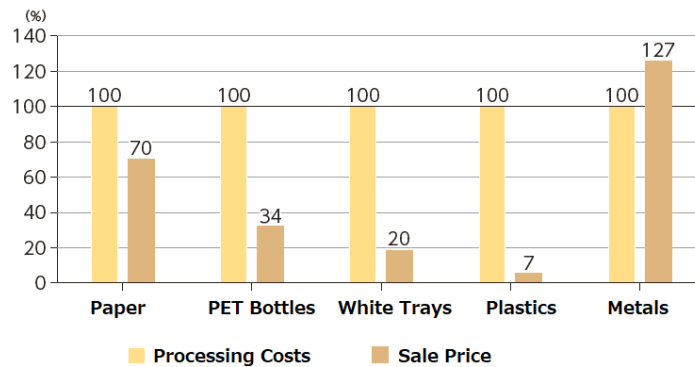 (%)
140
120
100
80
60
40
20
0
100
70
100
34
100
20
100
7
100
127
Paper
PET Bottles
White Trays
Plastics
Metals
Processing Costs
Sale Price